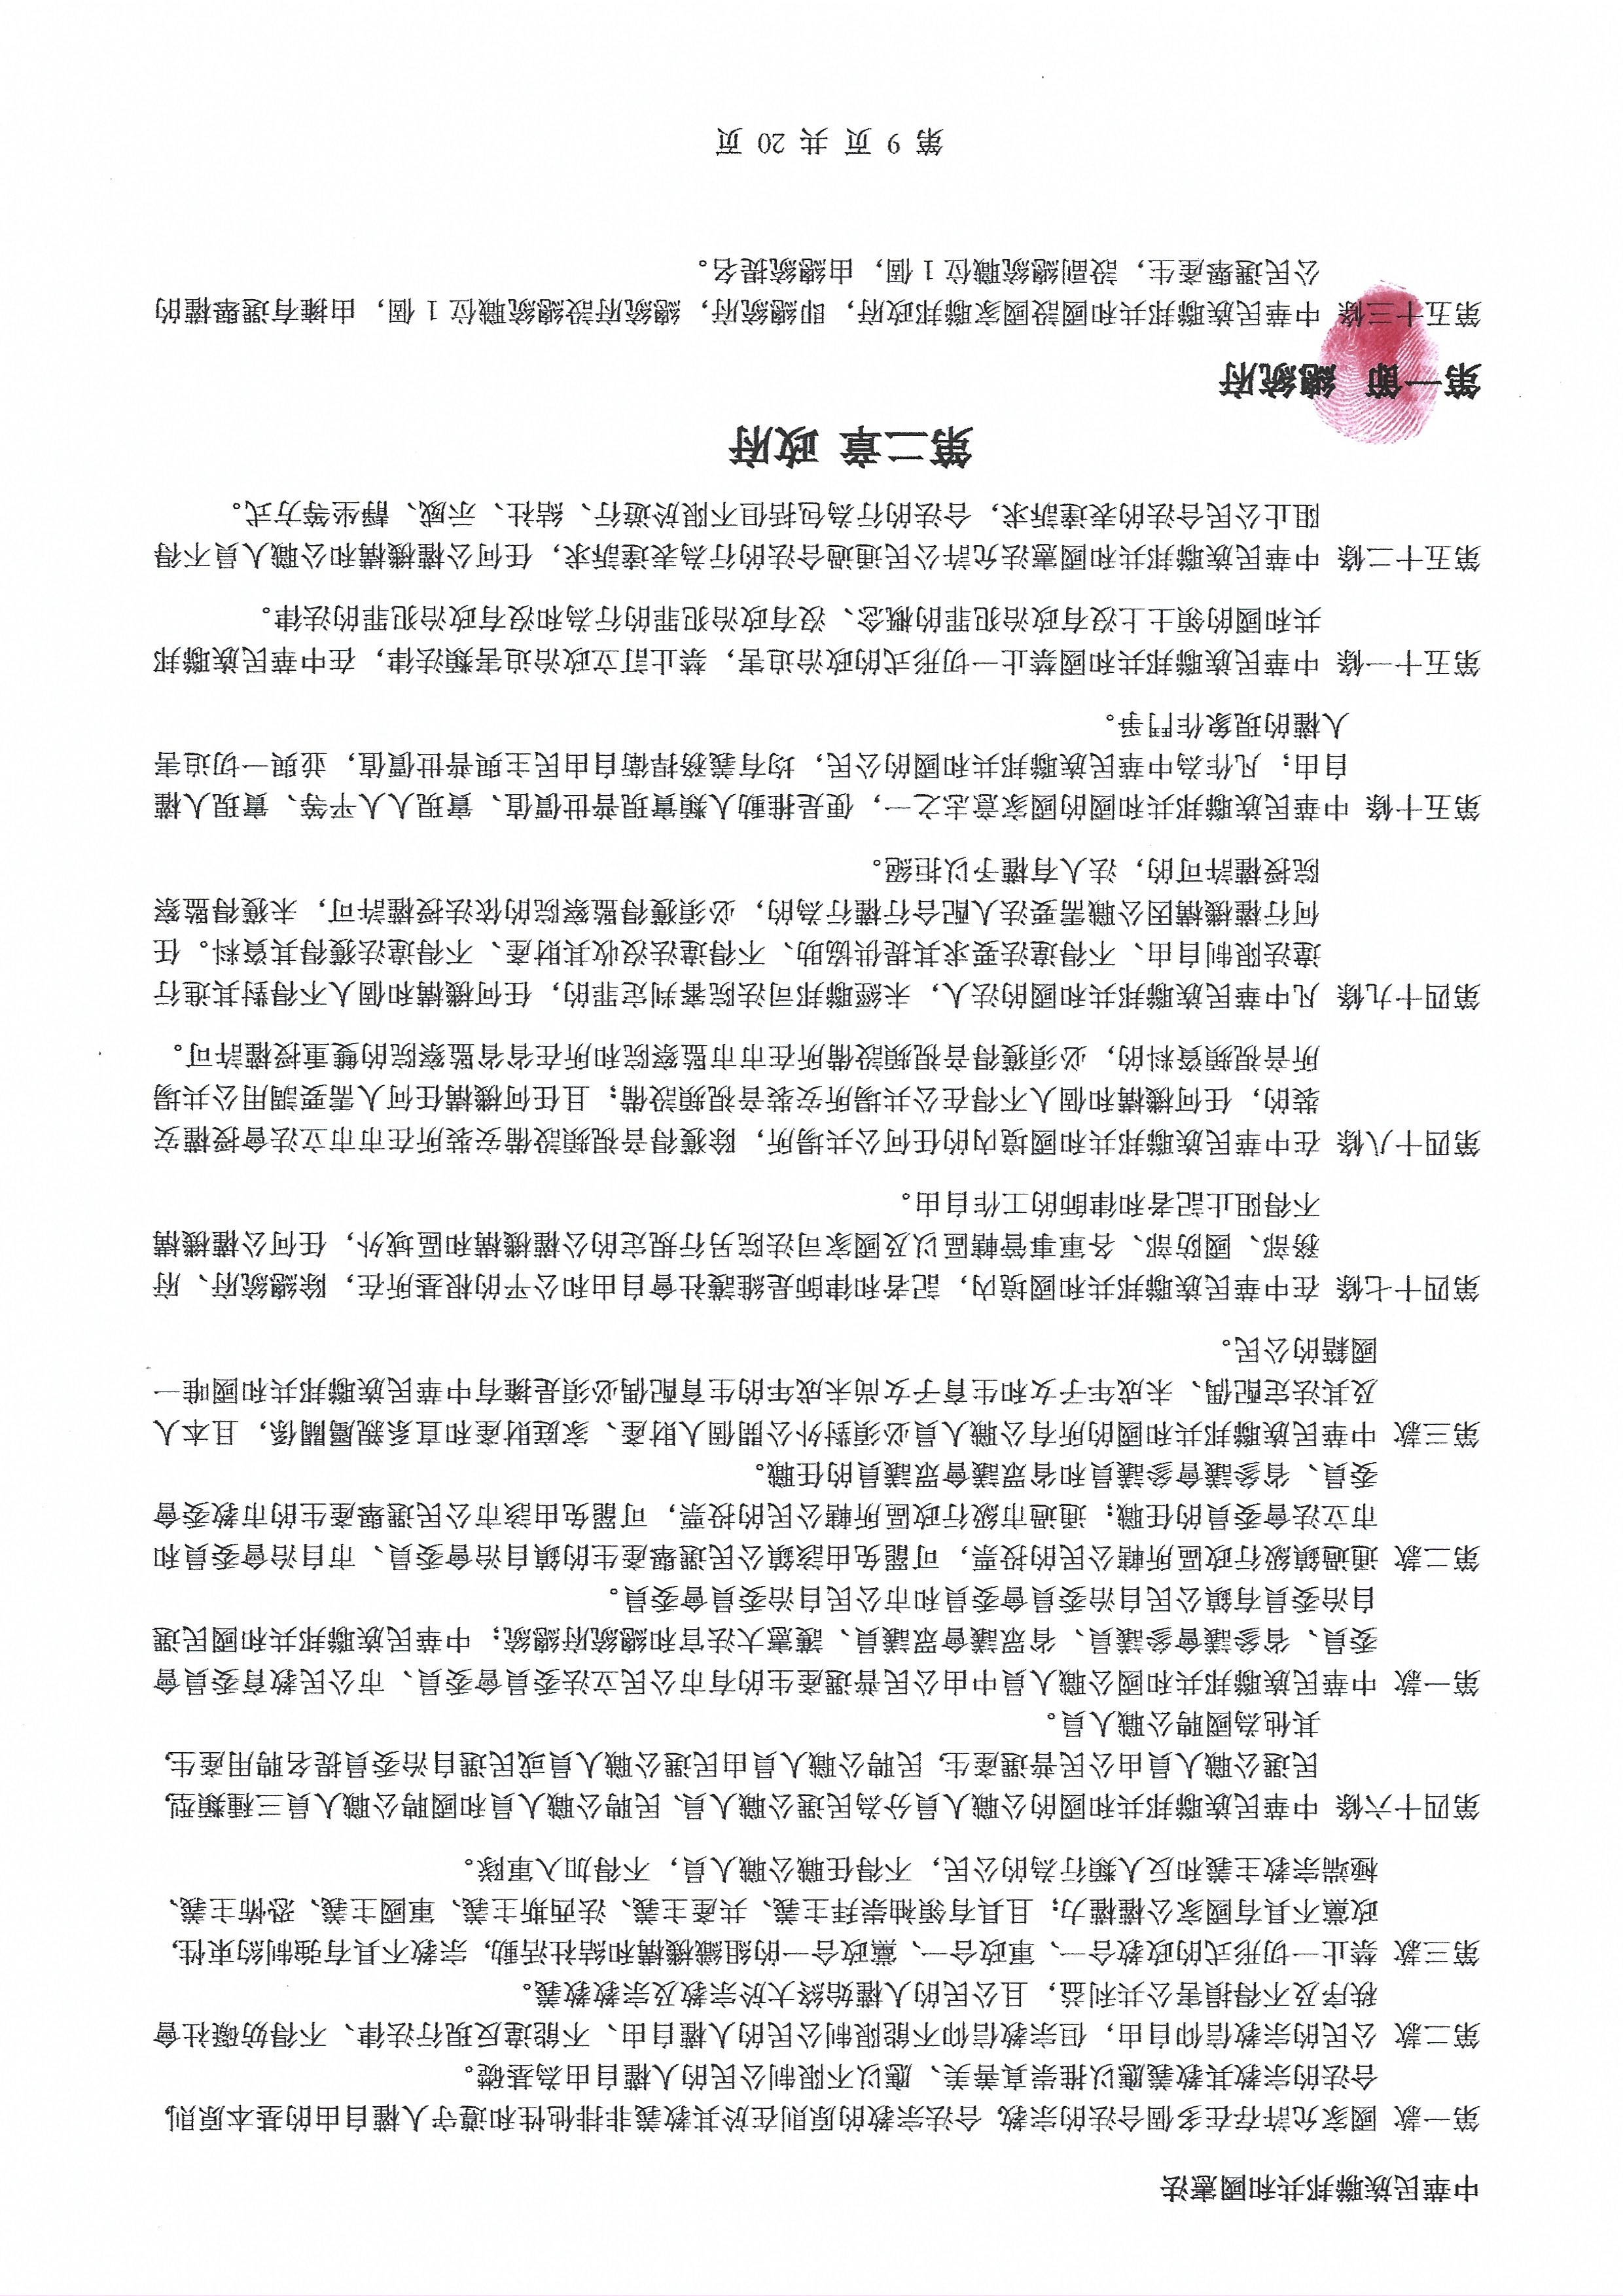 中華民族聯邦共和國憲法
第一款 國家允許存在多個合法的宗教，合法宗教的原則在於其教義非排他性和遵守人權自由的基本原則，
合法的宗教其教義應以推崇真善美、應以不限制公民的人權自由為基礎。
第二款 公民的宗教信仰自由，但宗教信仰不能限制公民的人權自由、不能違反現行法律、不得妨礙社會
秩序及不得損害公共利益，且公民的人權始終大於宗教及宗教教義。
第三款 禁止一切形式的政教合一、軍政合一、黨政合一的組織機構和結社活動，宗教不具有強制約束性，
政黨不具有國家公權權力；且具有領袖崇拜主義、共產主義、法西斯主義、軍國主義、恐怖主義、
極端宗教主義和反人類行為的公民，不得任職公職人員，不得加入軍隊。
第四十六條 中華民族聯邦共和國的公職人員分為民選公職人員、民聘公職人員和國聘公職人員三種類型，
民選公職人員由公民普選產生，民聘公職人員由民選公職人員或民選自治委員提名聘用產生，
其他為國聘公職人員。
第一款 中華民族聯邦共和國公職人員中由公民普選產生的有市公民立法委員會委員、市公民教育委員會
委員、省參議會參議員、省眾議會眾議員、護憲大法官和總統府總統；中華民族聯邦共和國民選
自治委員有鎮公民自治委員會委員和市公民自治委員會委員。
第二款 通過鎮級行政區所轄公民的投票，可罷免由該鎮公民選舉產生的鎮自治會委員、市自治會委員和
市立法會委員的任職；通過市級行政區所轄公民的投票，可罷免由該市公民選舉產生的市教委會
委員、省參議會參議員和省眾議會眾議員的任職。
第三款 中華民族聯邦共和國的所有公職人員必須對外公開個人財產、家庭財產和直系親屬關係，且本人
及其法定配偶、未成年子女和生育子女尚未成年的生育配偶必須是擁有中華民族聯邦共和國唯一
國籍的公民。
第四十七條 在中華民族聯邦共和國境內，記者和律師是維護社會自由和公平的根基所在，除總統府、府
務部、國防部、各軍事管轄區以及國家司法院另行規定的公權機構和區域外，任何公權機構
不得阻止記者和律師的工作自由。
第四十八條 在中華民族聯邦共和國境內的任何公共場所，除獲得音視頻設備安裝所在市市立法會授權安
裝的，任何機構和個人不得在公共場所安裝音視頻設備；且任何機構任何人需要調用公共場
所音視頻資料的，必須獲得音視頻設備所在市市監察院和所在省省監察院的雙重授權許可。
第四十九條 凡中華民族聯邦共和國的法人，未經聯邦司法院審判定罪的，任何機構和個人不得對其進行
違法限制自由、不得違法要求其提供協助、不得違法沒收其財產、不得違法獲得其資料。任
何行權機構因公職需要法人配合行權行為的，必須獲得監察院的依法授權許可，未獲得監察
院授權許可的，法人有權予以拒絕。
第五十條 中華民族聯邦共和國的國家意志之一，便是推動人類實現普世價值、實現人人平等、實現人權
自由；凡作為中華民族聯邦共和國的公民，均有義務捍衛自由民主與普世價值，並與一切迫害
人權的現象作鬥爭。
第五十一條 中華民族聯邦共和國禁止一切形式的政治迫害，禁止訂立政治迫害類法律，在中華民族聯邦
共和國的領土上沒有政治犯罪的概念、沒有政治犯罪的行為和沒有政治犯罪的法律。
第五十二條 中華民族聯邦共和國憲法允許公民通過合法的行為表達訴求，任何公權機構和公職人員不得
阻止公民合法的表達訴求，合法的行為包括但不限於遊行、結社、示威、靜坐等方式。
第二章 政府
第一節 總統府
第五十三條 中華民族聯邦共和國設國家聯邦政府，即總統府，總統府設總統職位 1 個，由擁有選舉權的
公民選舉產生，設副總統職位 1 個，由總統提名。
第 9 页 共 20 页